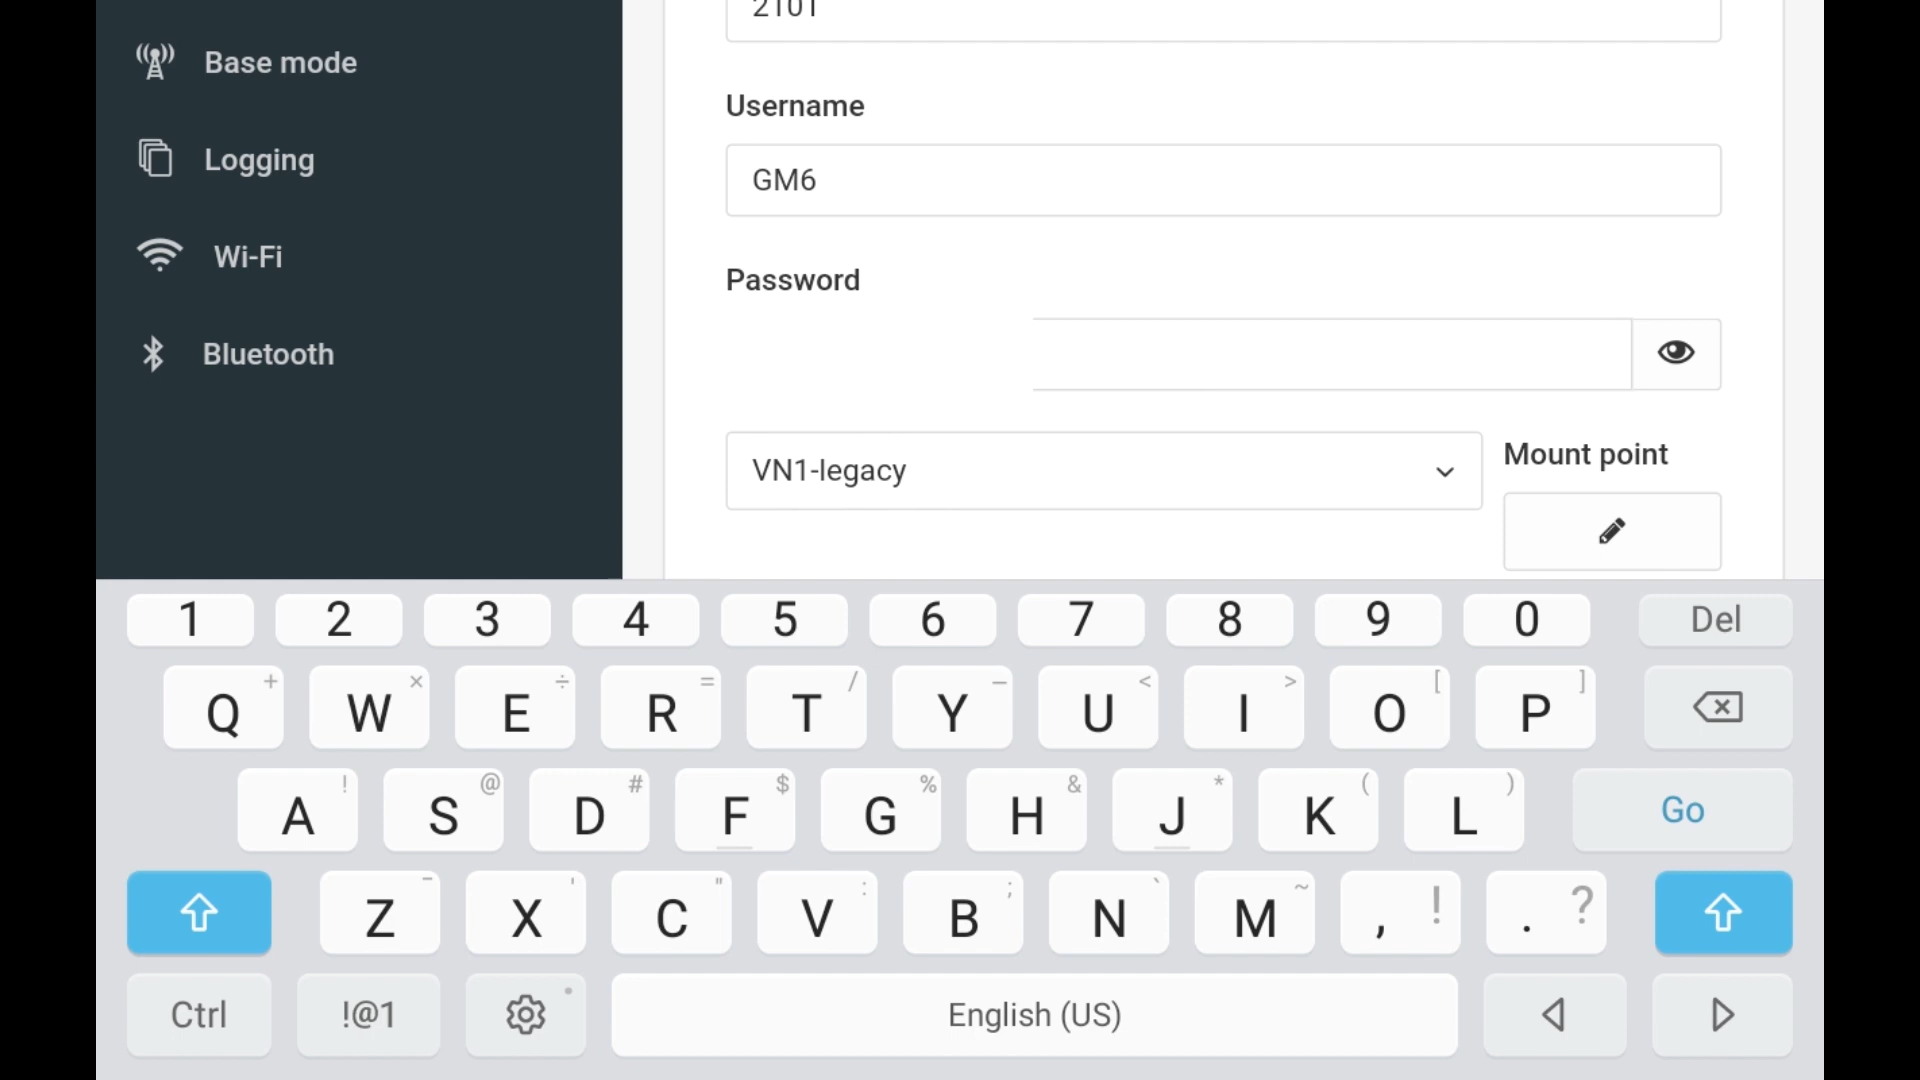 Base mode
Logging
Wi-Fi
Bluetooth
2101
Username
GM6
Password
VN1-legacy
Mount point
1 2 3 4 5 6 7 8 9 0 Del
Q + W × E ÷ R = T / Y – U < I > O [ P ]
A ! S @ D # F $ G % H & J * K ( L ) Go
Z - X ' C " V : B ; N ` M ~ , ! . ?
Ctrl !@1 English (US)